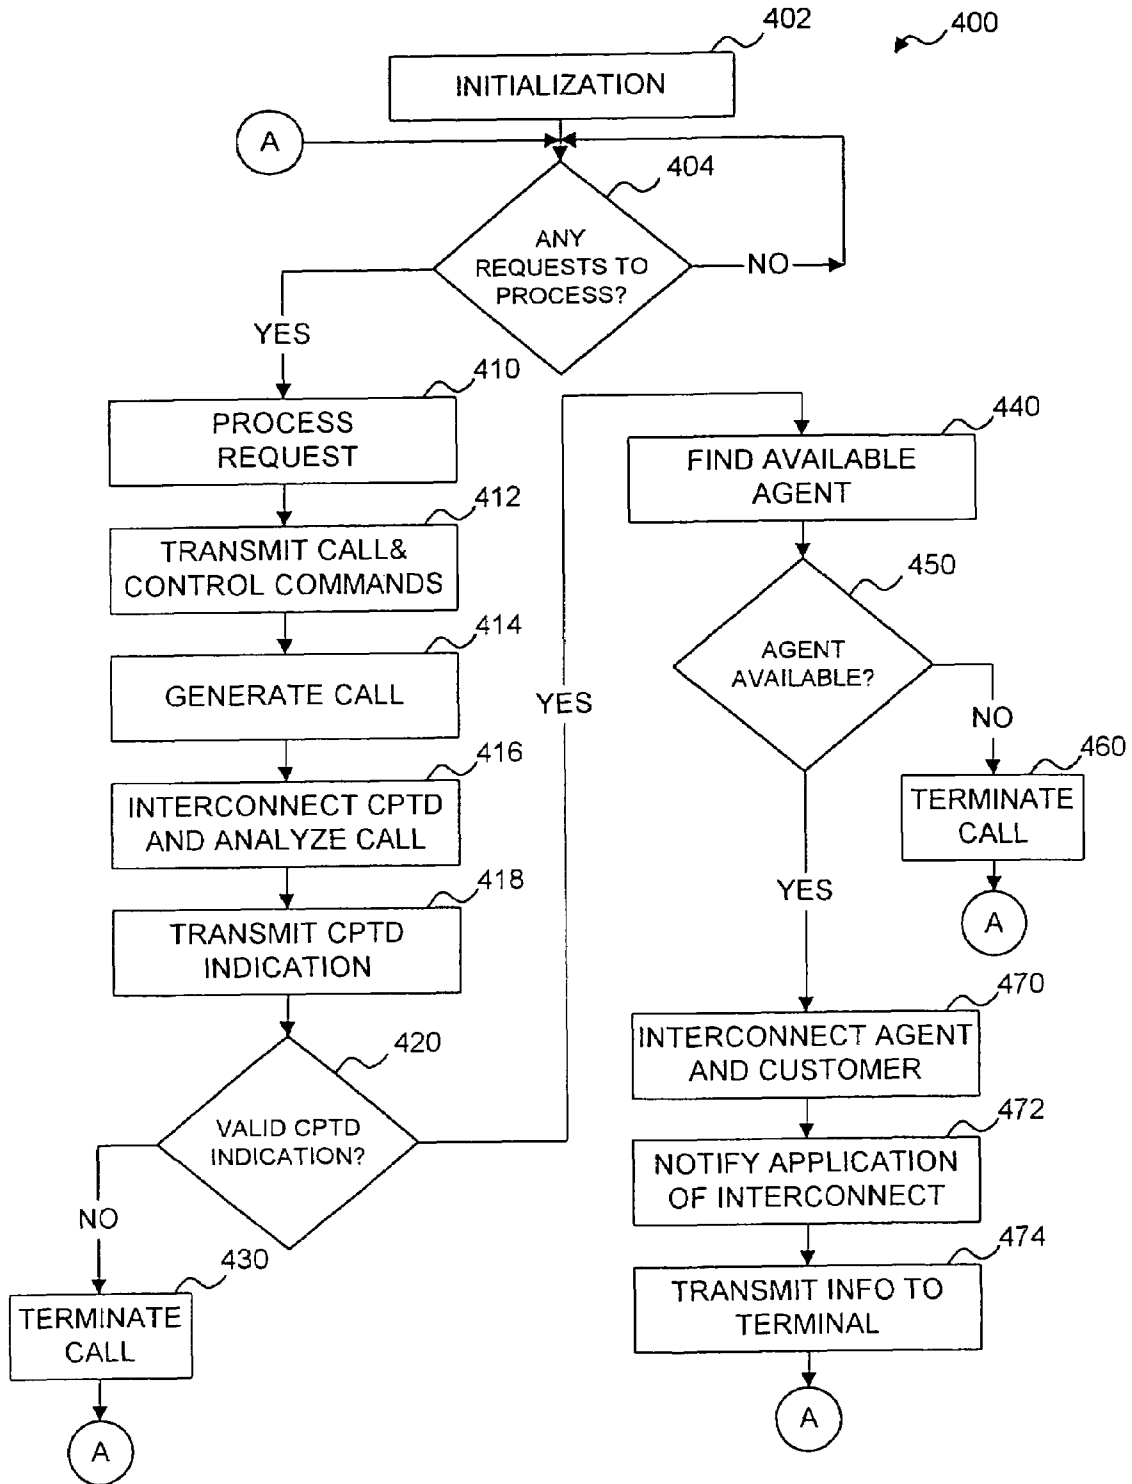 402
400
INITIALIZATION
A
404
ANY
REQUESTS TO
PROCESS?
NO
YES
410
PROCESS
REQUEST
412
TRANSMIT CALL&
CONTROL COMMANDS
414
GENERATE CALL
416
INTERCONNECT CPTD
AND ANALYZE CALL
418
TRANSMIT CPTD
INDICATION
420
VALID CPTD
INDICATION?
NO
430
TERMINATE
CALL
A
YES
440
FIND AVAILABLE
AGENT
450
AGENT
AVAILABLE?
NO
460
TERMINATE
CALL
A
YES
470
INTERCONNECT AGENT
AND CUSTOMER
472
NOTIFY APPLICATION
OF INTERCONNECT
474
TRANSMIT INFO TO
TERMINAL
A